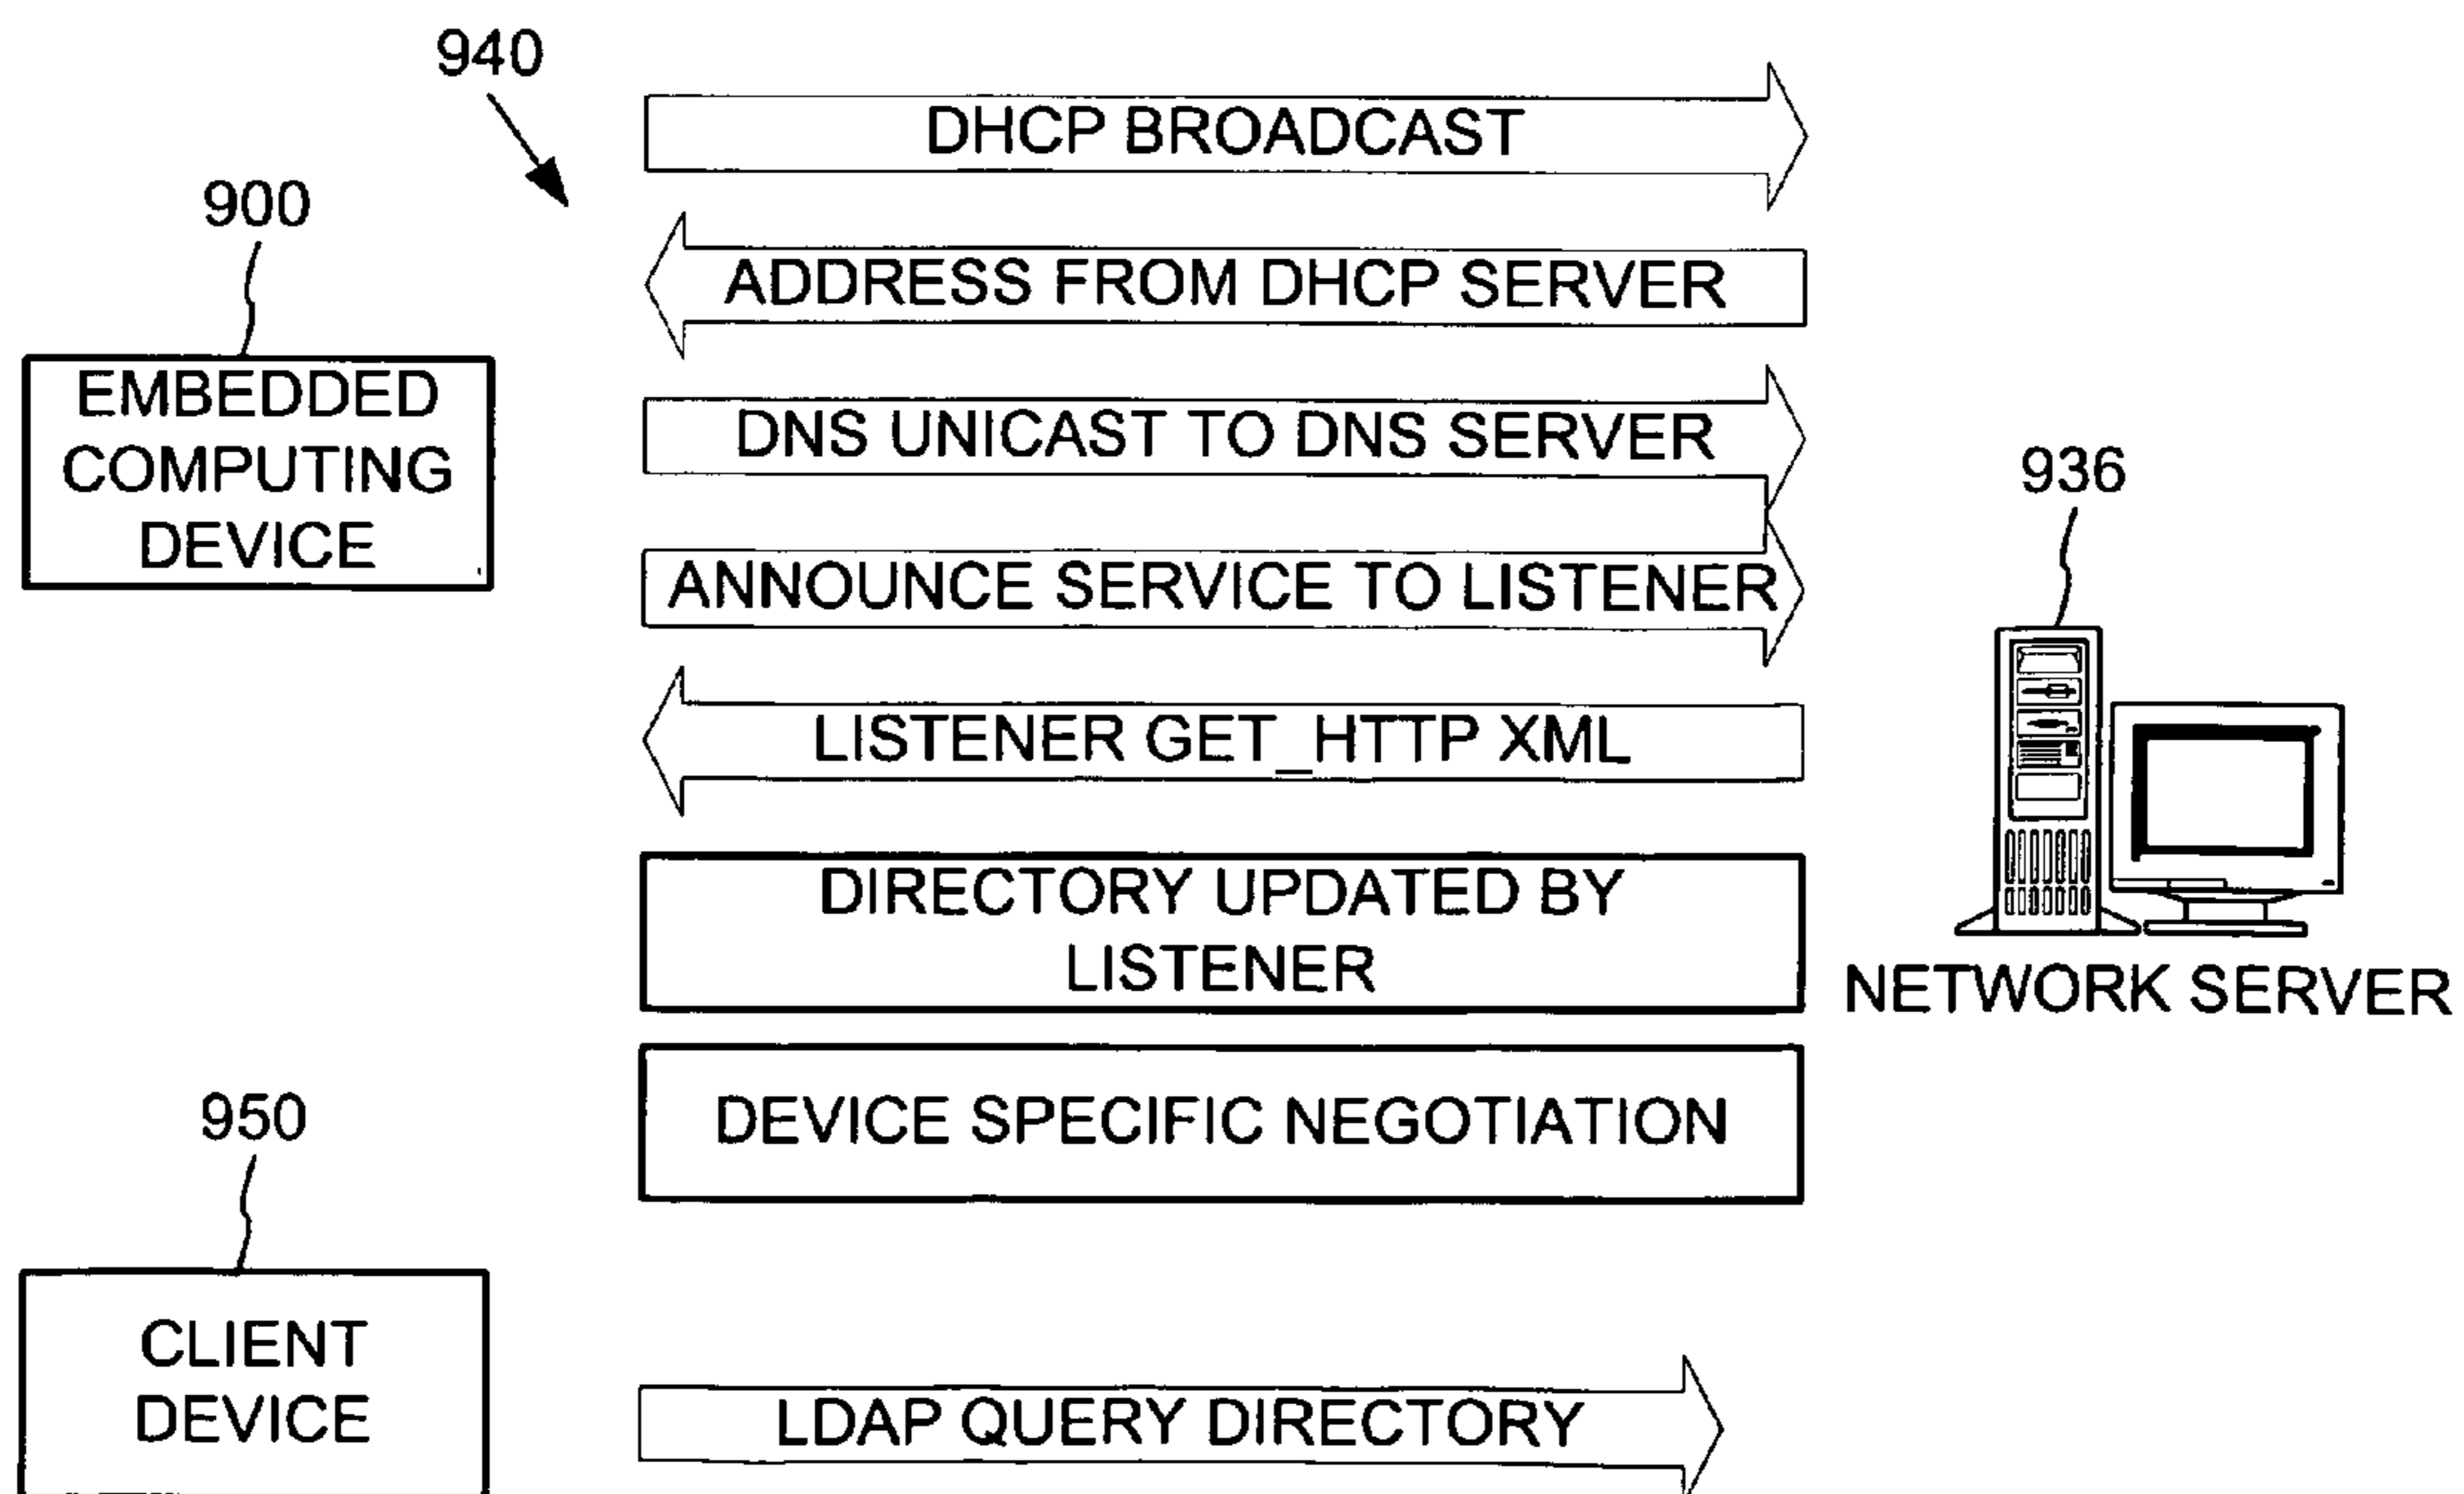 940
DHCP BROADCAST
900
ADDRESS FROM DHCP SERVER
EMBEDDED
COMPUTING
DEVICE
DNS UNICAST TO DNS SERVER
936
ANNOUNCE SERVICE TO LISTENER
LISTENER GET_HTTP XML
DIRECTORY UPDATED BY
LISTENER
NETWORK SERVER
DEVICE SPECIFIC NEGOTIATION
950
CLIENT
DEVICE
LDAP QUERY DIRECTORY